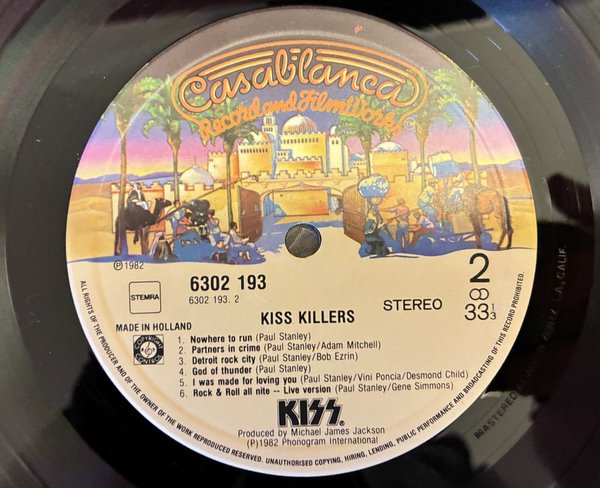 Casablanca
Record and FilmWorks
℗1982
6302 193
6302 193. 2
2
STEMRA
KISS KILLERS
STEREO
33 1/3
MADE IN HOLLAND
COPYRIGHT CONTROL
1. Nowhere to run (Paul Stanley)
2. Partners in crime (Paul Stanley/Adam Mitchell)
3. Detroit rock city (Paul Stanley/Bob Ezrin)
4. God of thunder (Paul Stanley)
5. I was made for loving you (Paul Stanley/Vini Poncia/Desmond Child)
6. Rock & Roll all nite -- Live version (Paul Stanley/Gene Simmons)
KISS.
Produced by Michael James Jackson
(P)1982 Phonogram International
ALL RIGHTS OF THE PRODUCER AND OF THE OWNER OF THE WORK REPRODUCED RESERVED. UNAUTHORISED COPYING, HIRING, LENDING, PUBLIC PERFORMANCE AND BROADCASTING OF THIS RECORD PROHIBITED